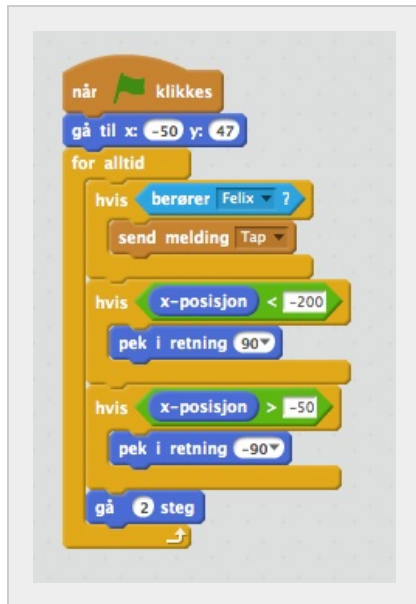 når klikkes
gå til x: -50 y: 47
for alltid
hvis berører Felix ?
send melding Tap
hvis x-posisjon < -200
pek i retning 90
hvis x-posisjon > -50
pek i retning -90
gå 2 steg